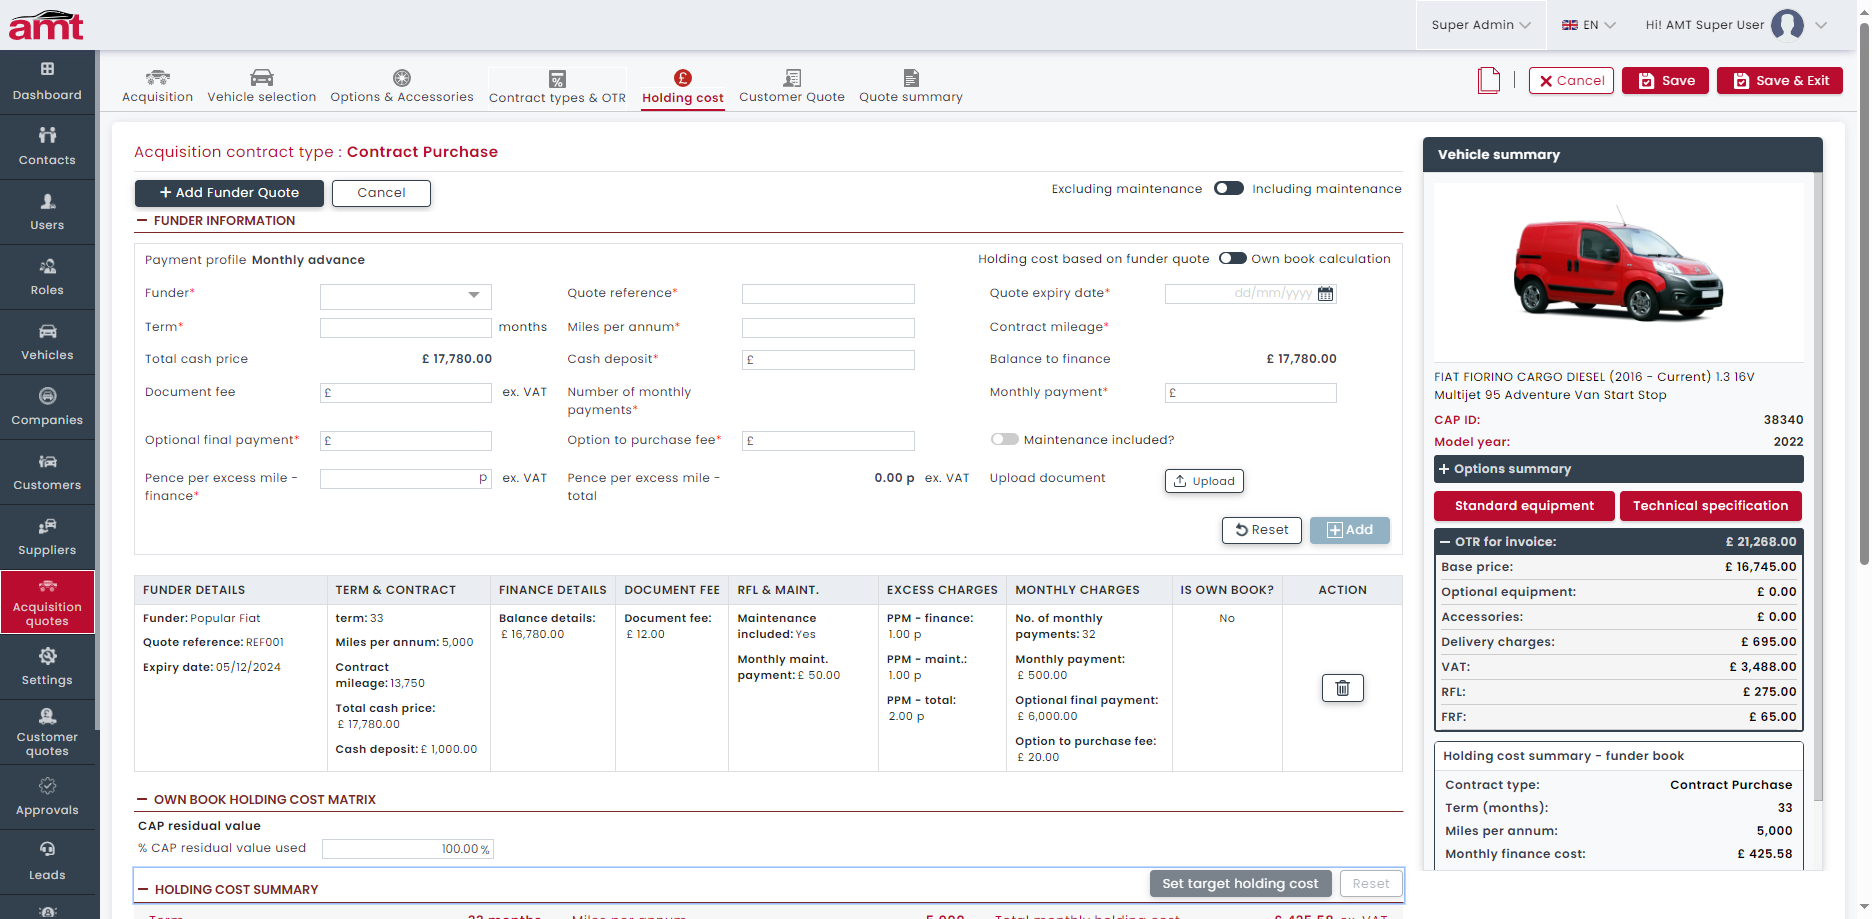 amt
Super Admin
EN
Hi! AMT Super User
Dashboard
Contacts
Users
Roles
Vehicles
Companies
Customers
Suppliers
Acquisition
quotes
Settings
Customer
quotes
Approvals
Leads
Acquisition
Vehicle selection
Options & Accessories
Contract types & OTR
Holding cost
Customer Quote
Quote summary
Cancel
Save
Save & Exit
Acquisition contract type : Contract Purchase
+ Add Funder Quote
Cancel
Excluding maintenance
Including maintenance
FUNDER INFORMATION
Payment profile Monthly advance
Holding cost based on funder quote
Own book calculation
Funder*
Quote reference*
Quote expiry date*
dd/mm/yyyy
Term*
months
Miles per annum*
Contract mileage*
Total cash price
£ 17,780.00
Cash deposit*
£
Balance to finance
£ 17,780.00
Document fee
£
ex. VAT
Number of monthly
payments*
Monthly payment*
£
Optional final payment*
£
Option to purchase fee*
£
Maintenance included?
Pence per excess mile -
finance*
p
ex. VAT
Pence per excess mile -
total
0.00 p
ex. VAT
Upload document
Upload
Reset
Add
FUNDER DETAILS
TERM & CONTRACT
FINANCE DETAILS
DOCUMENT FEE
RFL & MAINT.
EXCESS CHARGES
MONTHLY CHARGES
IS OWN BOOK?
ACTION
Funder: Popular Fiat
Quote reference: REF001
Expiry date: 05/12/2024
term: 33
Miles per annum: 5,000
Contract
mileage: 13,750
Total cash price:
£ 17,780.00
Cash deposit: £ 1,000.00
Balance details:
£ 16,780.00
Document fee:
£ 12.00
Maintenance
included: Yes
Monthly maint.
payment: £ 50.00
PPM - finance:
1.00 p
PPM - maint.:
1.00 p
PPM - total:
2.00 p
No. of monthly
payments: 32
Monthly payment:
£ 500.00
Optional final payment:
£ 6,000.00
Option to purchase fee:
£ 20.00
No
OWN BOOK HOLDING COST MATRIX
CAP residual value
% CAP residual value used
100.00 %
HOLDING COST SUMMARY
Set target holding cost
Reset
Term
33 months
Miles per annum
5,000
Total monthly holding cost
£ 425.58 ex. VAT
Vehicle summary
FIAT FIORINO CARGO DIESEL (2016 - Current) 1.3 16V
Multijet 95 Adventure Van Start Stop
CAP ID:
38340
Model year:
2022
+ Options summary
Standard equipment
Technical specification
OTR for invoice:
£ 21,268.00
Base price:
£ 16,745.00
Optional equipment:
£ 0.00
Accessories:
£ 0.00
Delivery charges:
£ 695.00
VAT:
£ 3,488.00
RFL:
£ 275.00
FRF:
£ 65.00
Holding cost summary - funder book
Contract type:
Contract Purchase
Term (months):
33
Miles per annum:
5,000
Monthly finance cost:
£ 425.58